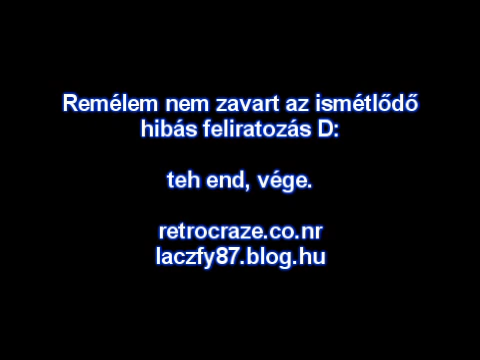 Remélem nem zavart az ismétlődő
hibás feliratozás D:
teh end, vége.
retrocraze.co.nr
laczfy87.blog.hu